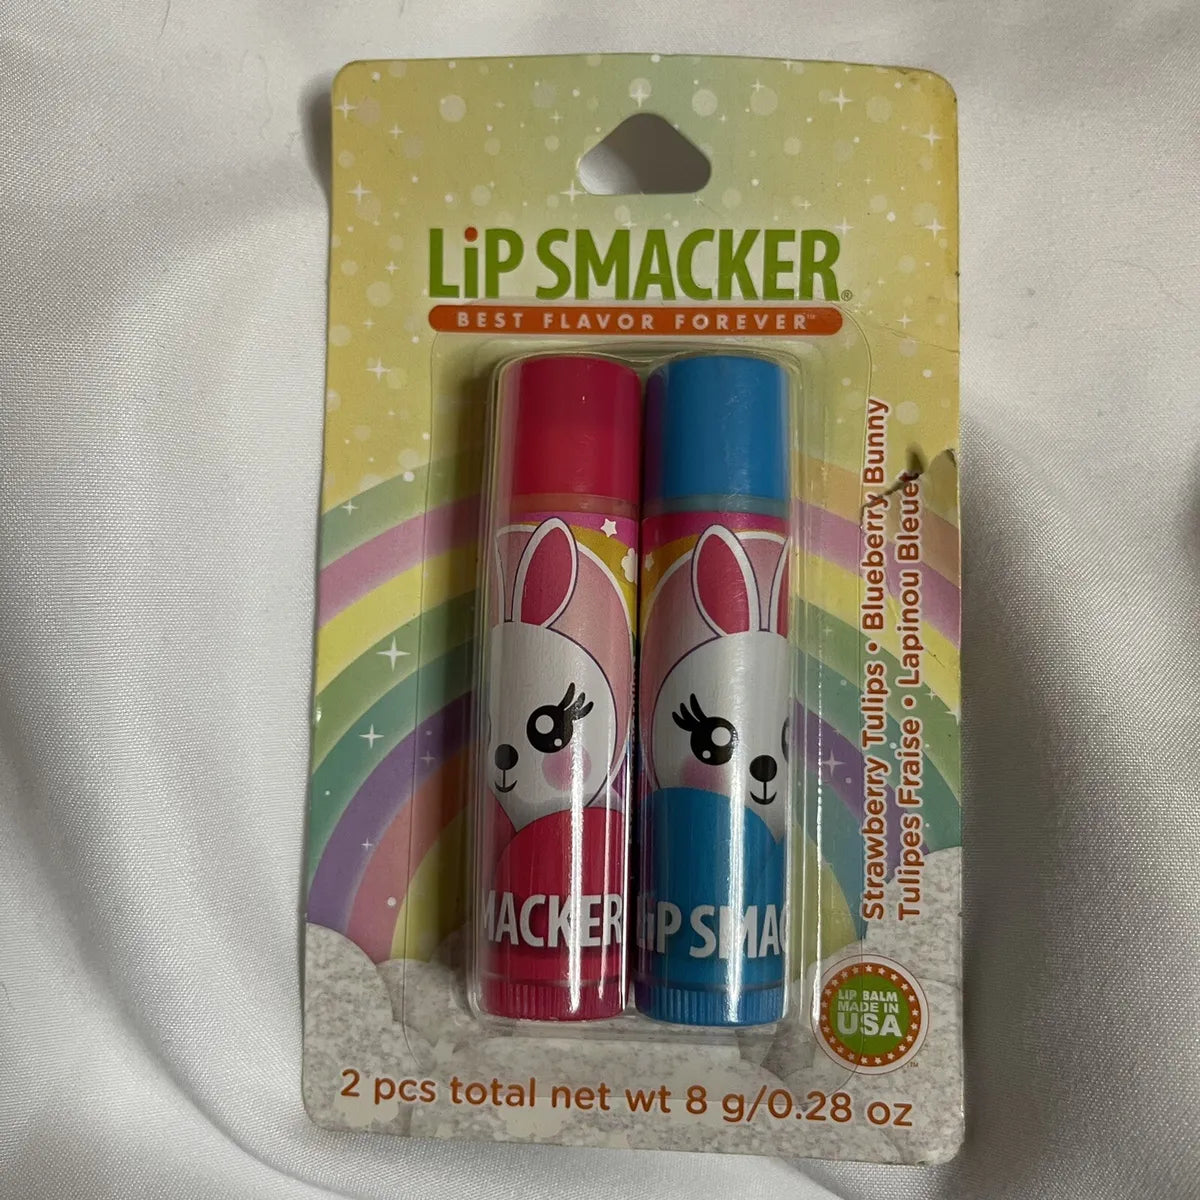 LiP SMACKER®
BEST FLAVOR FOREVER™
Strawberry Tulips • Blueberry Bunny
Tulipes Fraise • Lapinou Bleuet
MACKER
LiP SMAC
LIP BALM
MADE IN
USA
2 pcs total net wt 8 g/0.28 oz